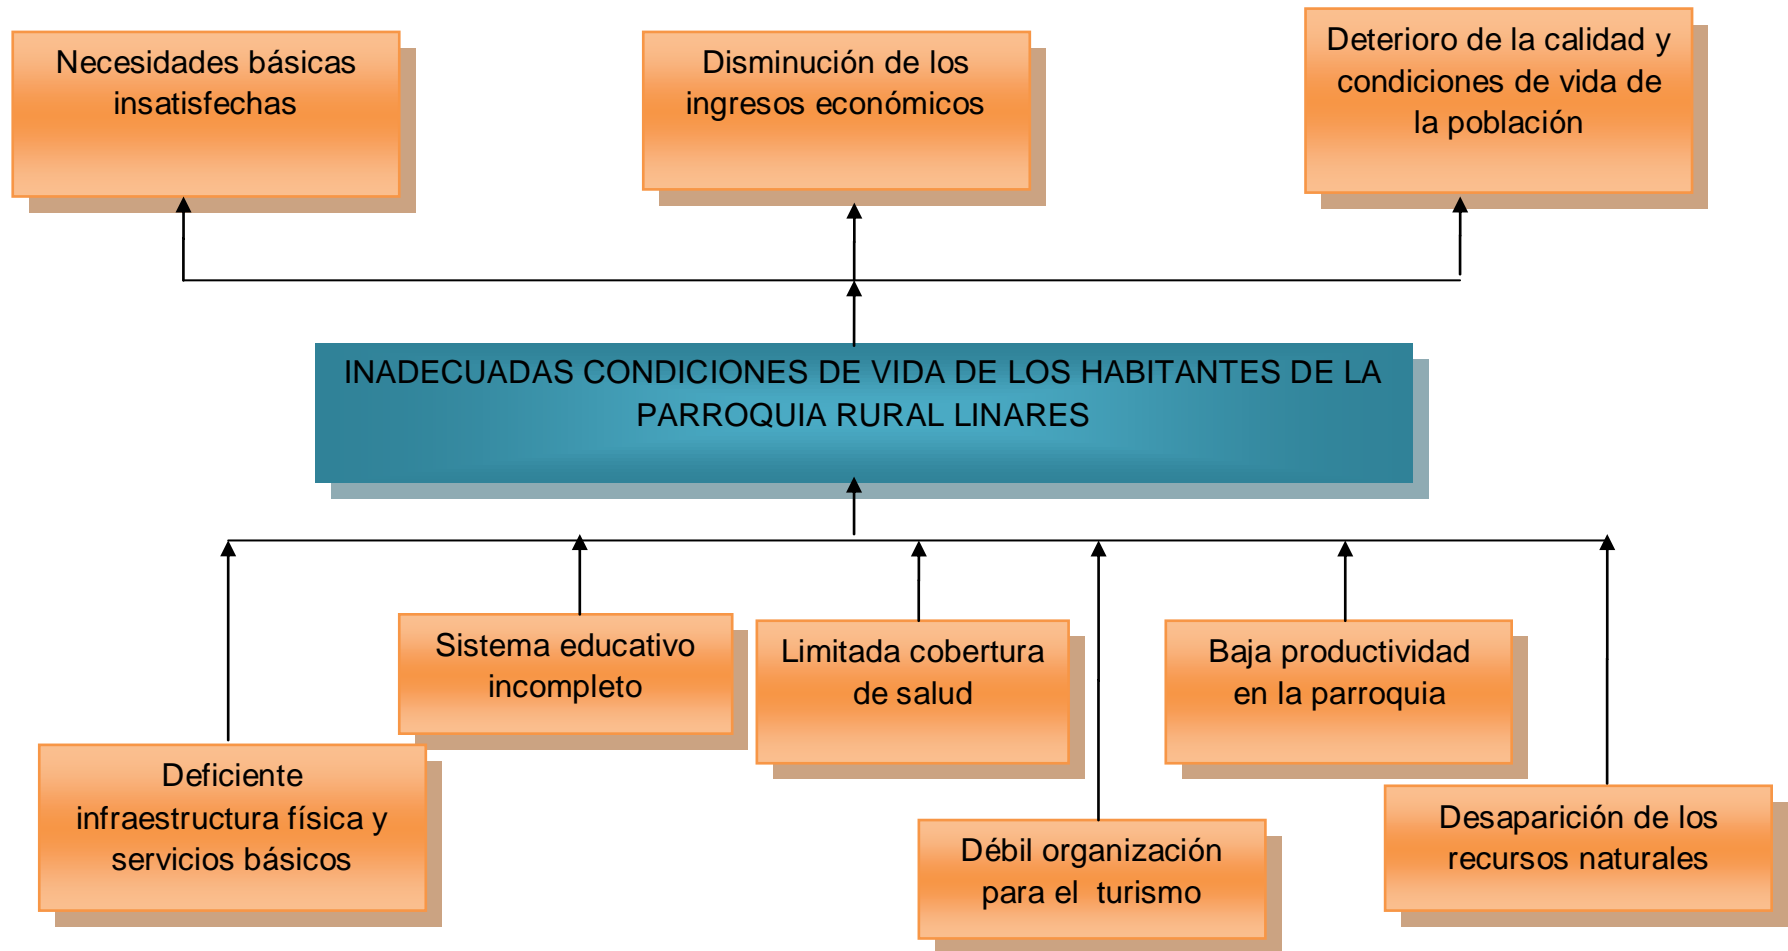 Necesidades básicas
insatisfechas
Disminución de los
ingresos económicos
Deterioro de la calidad y
condiciones de vida de
la población
INADECUADAS CONDICIONES DE VIDA DE LOS HABITANTES DE LA
PARROQUIA RURAL LINARES
Sistema educativo
incompleto
Limitada cobertura
de salud
Baja productividad
en la parroquia
Deficiente
infraestructura física y
servicios básicos
Débil organización
para el  turismo
Desaparición de los
recursos naturales